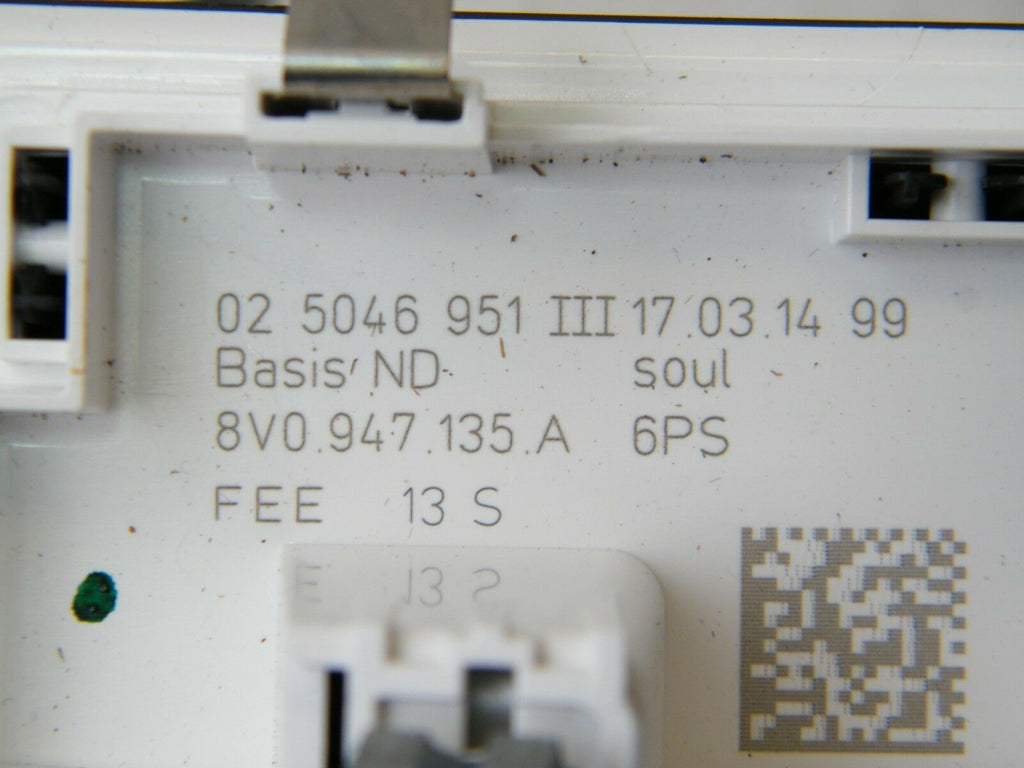 02 5046 951 III 17.03.14 99
Basis ND soul
8V0.947.135.A 6PS
FEE 13 S